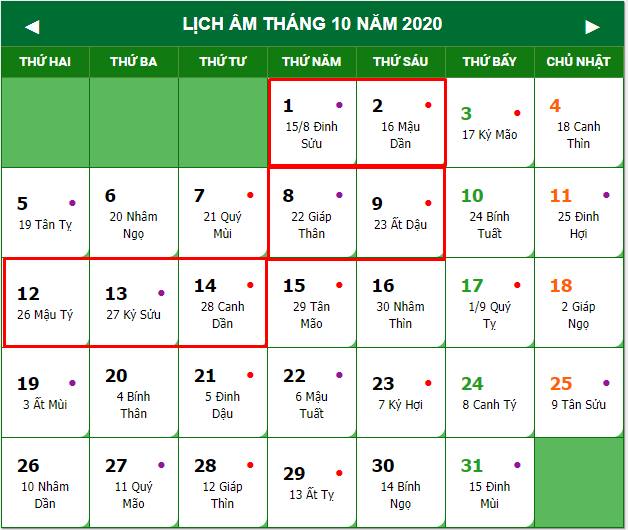 LỊCH ÂM THÁNG 10 NĂM 2020
THỨ HAI THỨ BA THỨ TƯ THỨ NĂM THỨ SÁU THỨ BẨY CHỦ NHẬT
1 2 3 4
15/8 Đinh Sửu 16 Mậu Dần 17 Kỷ Mão 18 Canh Thìn
5 6 7 8 9 10 11
19 Tân Tỵ 20 Nhâm Ngọ 21 Quý Mùi 22 Giáp Thân 23 Ất Dậu 24 Bính Tuất 25 Đinh Hợi
12 13 14 15 16 17 18
26 Mậu Tý 27 Kỷ Sửu 28 Canh Dần 29 Tân Mão 30 Nhâm Thìn 1/9 Quý Tỵ 2 Giáp Ngọ
19 20 21 22 23 24 25
3 Ất Mùi 4 Bính Thân 5 Đinh Dậu 6 Mậu Tuất 7 Kỷ Hợi 8 Canh Tý 9 Tân Sửu
26 27 28 29 30 31
10 Nhâm Dần 11 Quý Mão 12 Giáp Thìn 13 Ất Tỵ 14 Bính Ngọ 15 Đinh Mùi